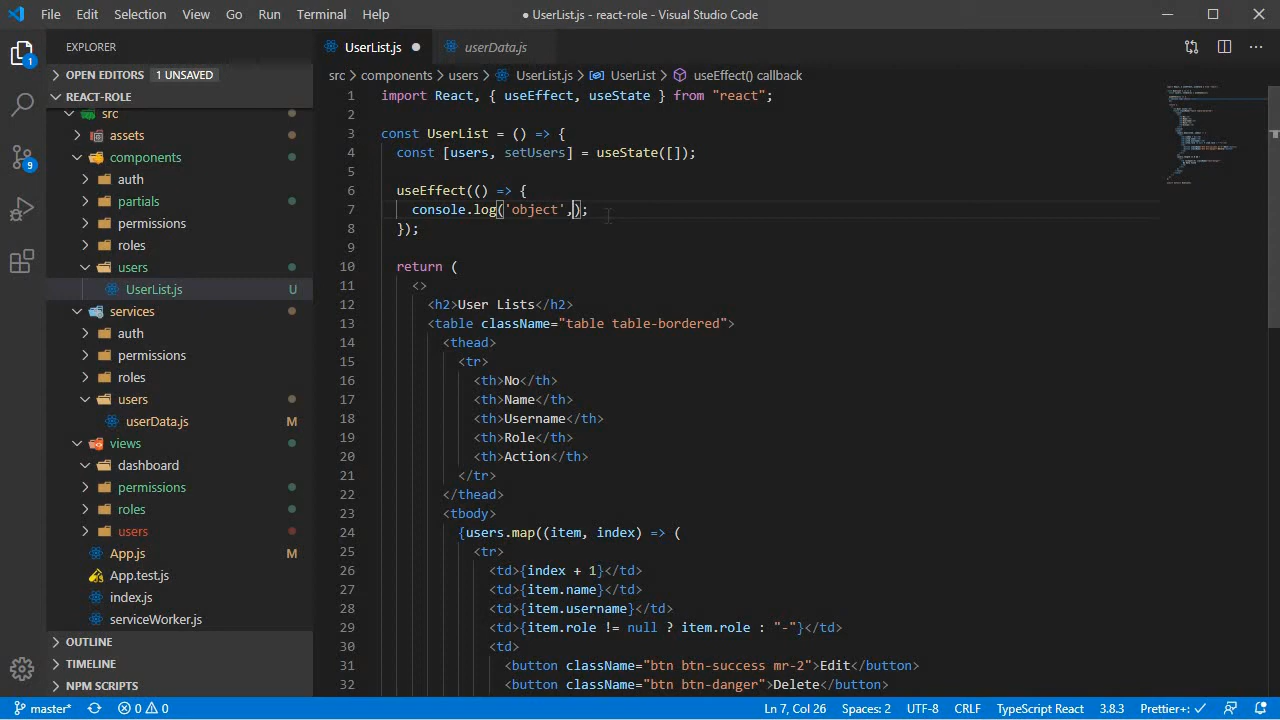 File Edit Selection View Go Run Terminal Help
● UserList.js - react-role - Visual Studio Code
EXPLORER
OPEN EDITORS 1 UNSAVED
REACT-ROLE
src
assets
components
auth
partials
permissions
roles
users
UserList.js U
services
auth
permissions
roles
users
userData.js M
views
dashboard
permissions
roles
users
App.js M
App.test.js
index.js
serviceWorker.js
OUTLINE
TIMELINE
NPM SCRIPTS
1
9
UserList.js ● userData.js
src > components > users > UserList.js > UserList > useEffect() callback
1 import React, { useEffect, useState } from "react";
2
3 const UserList = () => {
4 const [users, setUsers] = useState([]);
5
6 useEffect(() => {
7 console.log('object',);
8 });
9
10 return (
11 <>
12 <h2>User Lists</h2>
13 <table className="table table-bordered">
14 <thead>
15 <tr>
16 <th>No</th>
17 <th>Name</th>
18 <th>Username</th>
19 <th>Role</th>
20 <th>Action</th>
21 </tr>
22 </thead>
23 <tbody>
24 {users.map((item, index) => (
25 <tr>
26 <td>{index + 1}</td>
27 <td>{item.name}</td>
28 <td>{item.username}</td>
29 <td>{item.role != null ? item.role : "-"}</td>
30 <td>
31 <button className="btn btn-success mr-2">Edit</button>
32 <button className="btn btn-danger">Delete</button>
master* 0 0 Ln 7, Col 26 Spaces: 2 UTF-8 CRLF TypeScript React 3.8.3 Prettier+: ✓